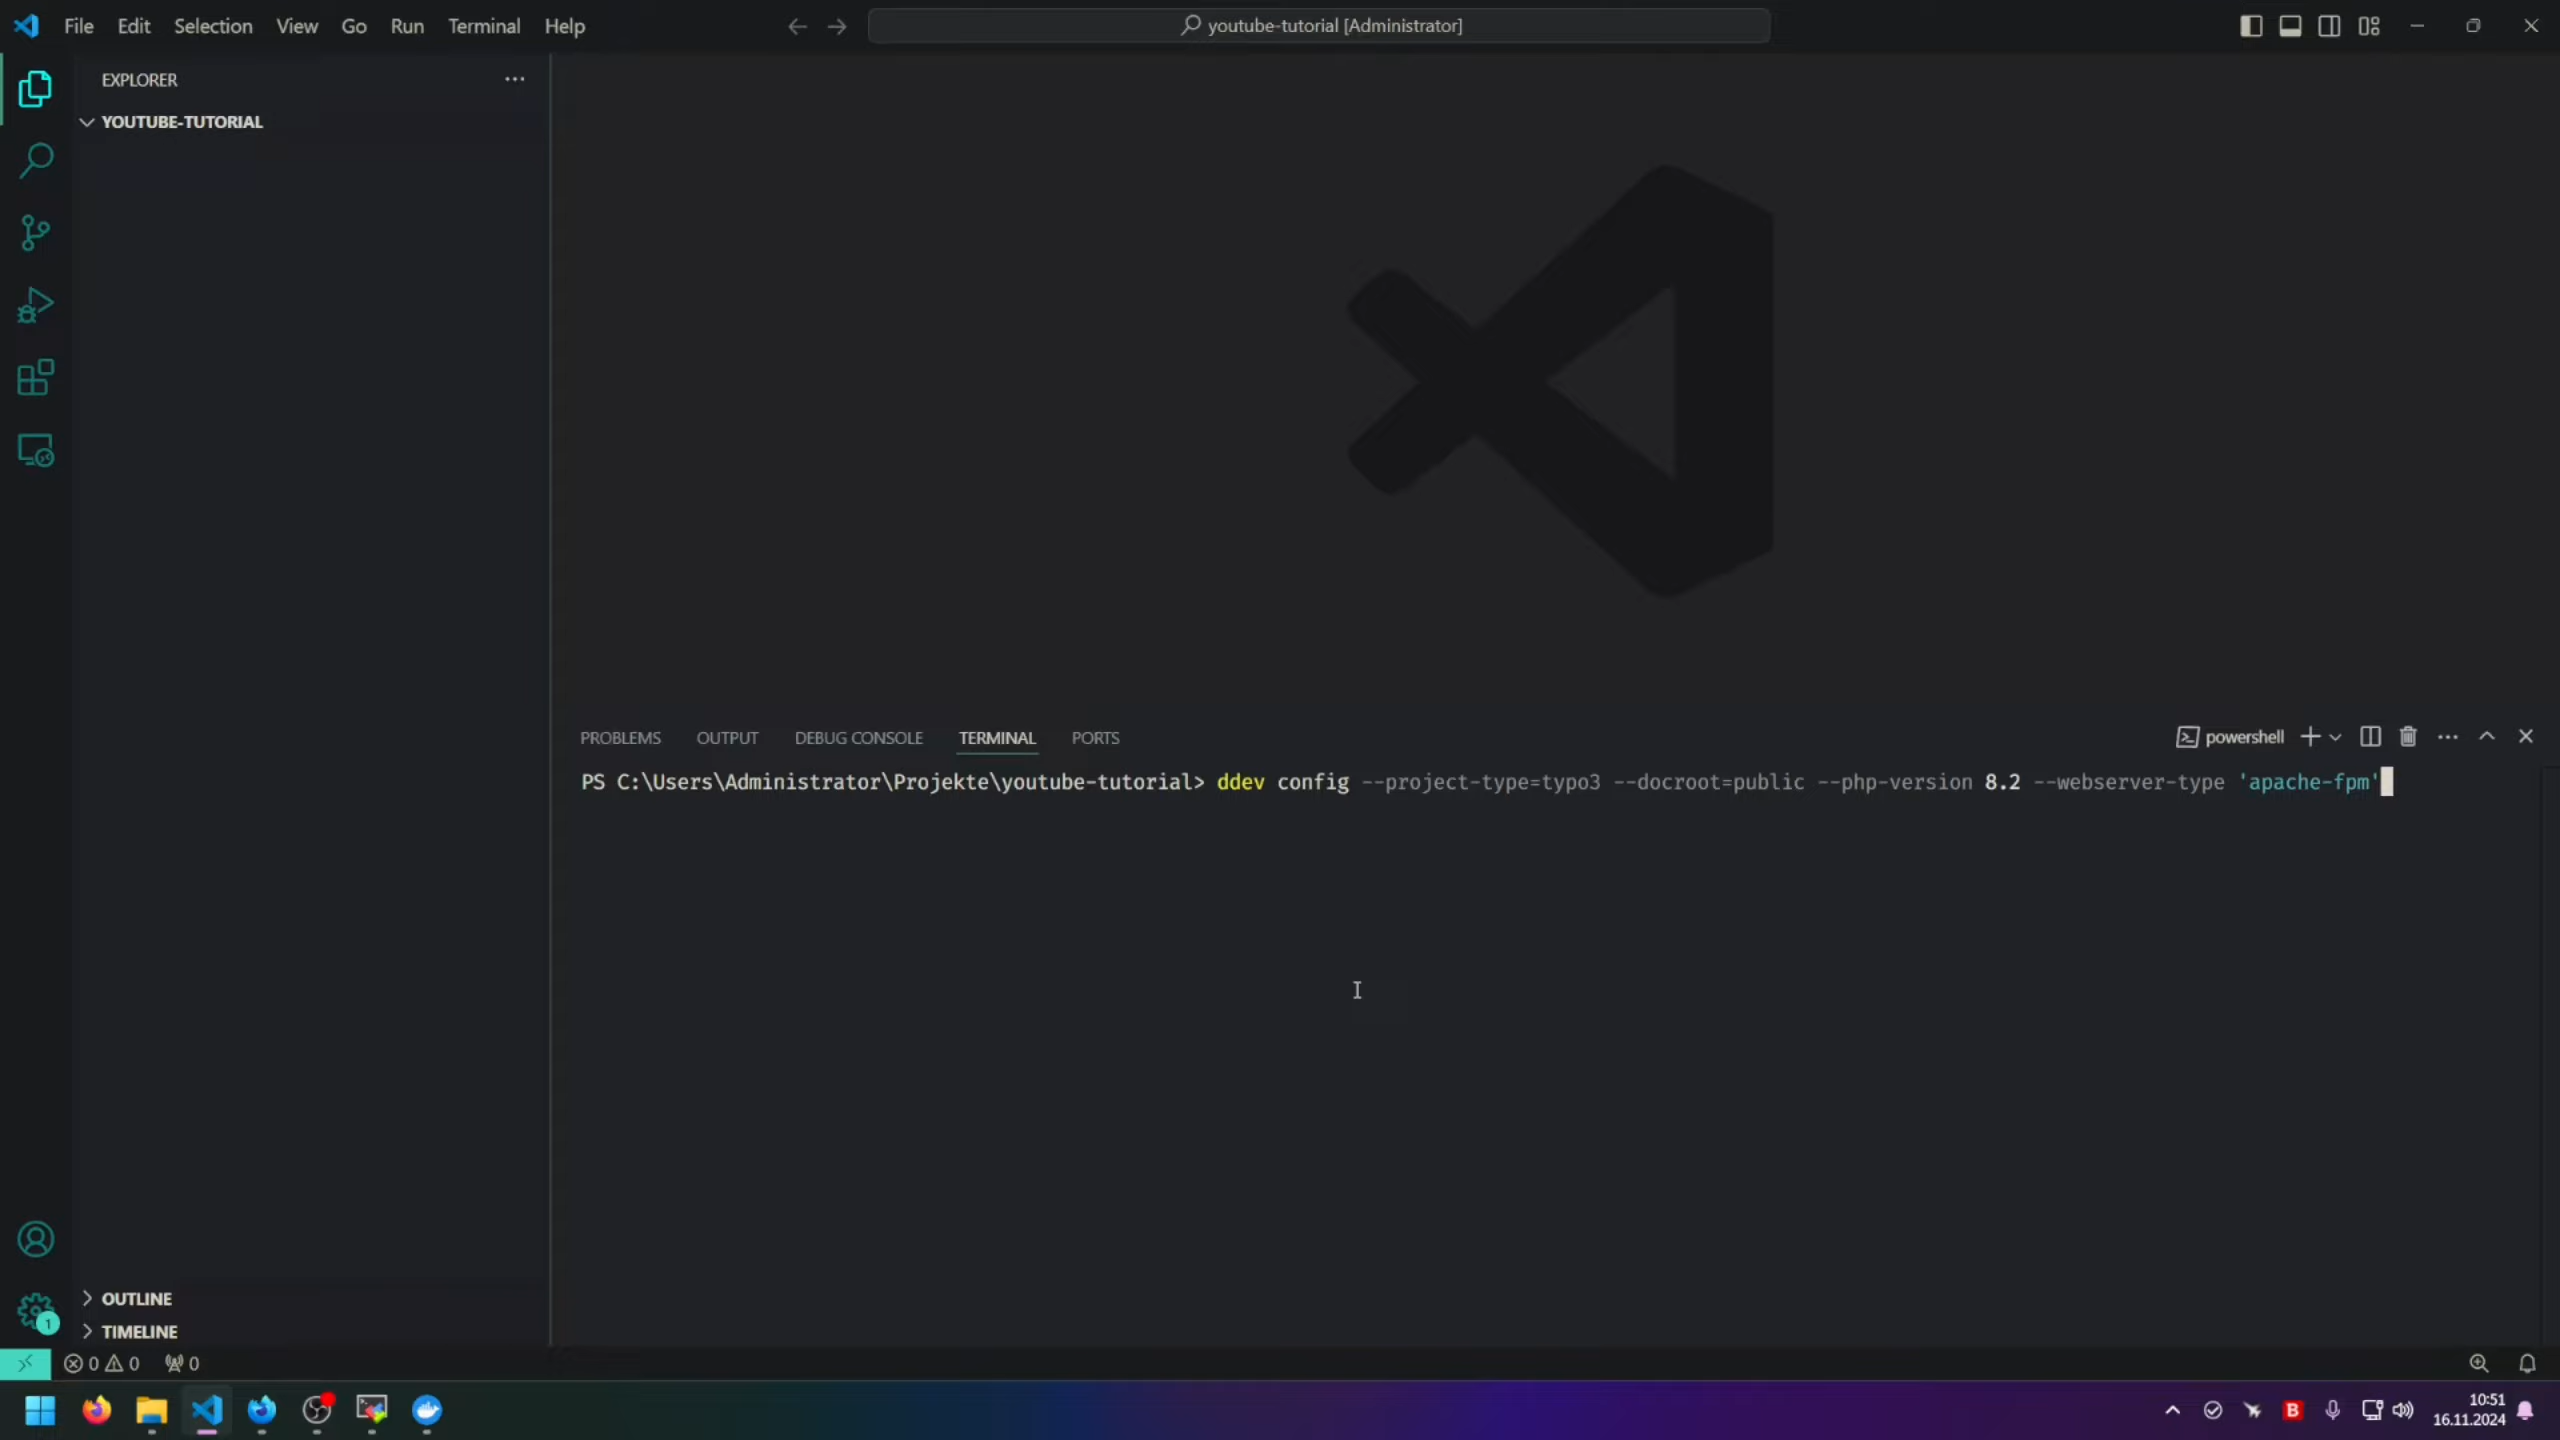 File Edit Selection View Go Run Terminal Help
youtube-tutorial [Administrator]
EXPLORER
YOUTUBE-TUTORIAL
PROBLEMS OUTPUT DEBUG CONSOLE TERMINAL PORTS
powershell
PS C:\Users\Administrator\Projekte\youtube-tutorial> ddev config --project-type=typo3 --docroot=public --php-version 8.2 --webserver-type 'apache-fpm'
1
OUTLINE
TIMELINE
0 0 0
B
10:51
16.11.2024